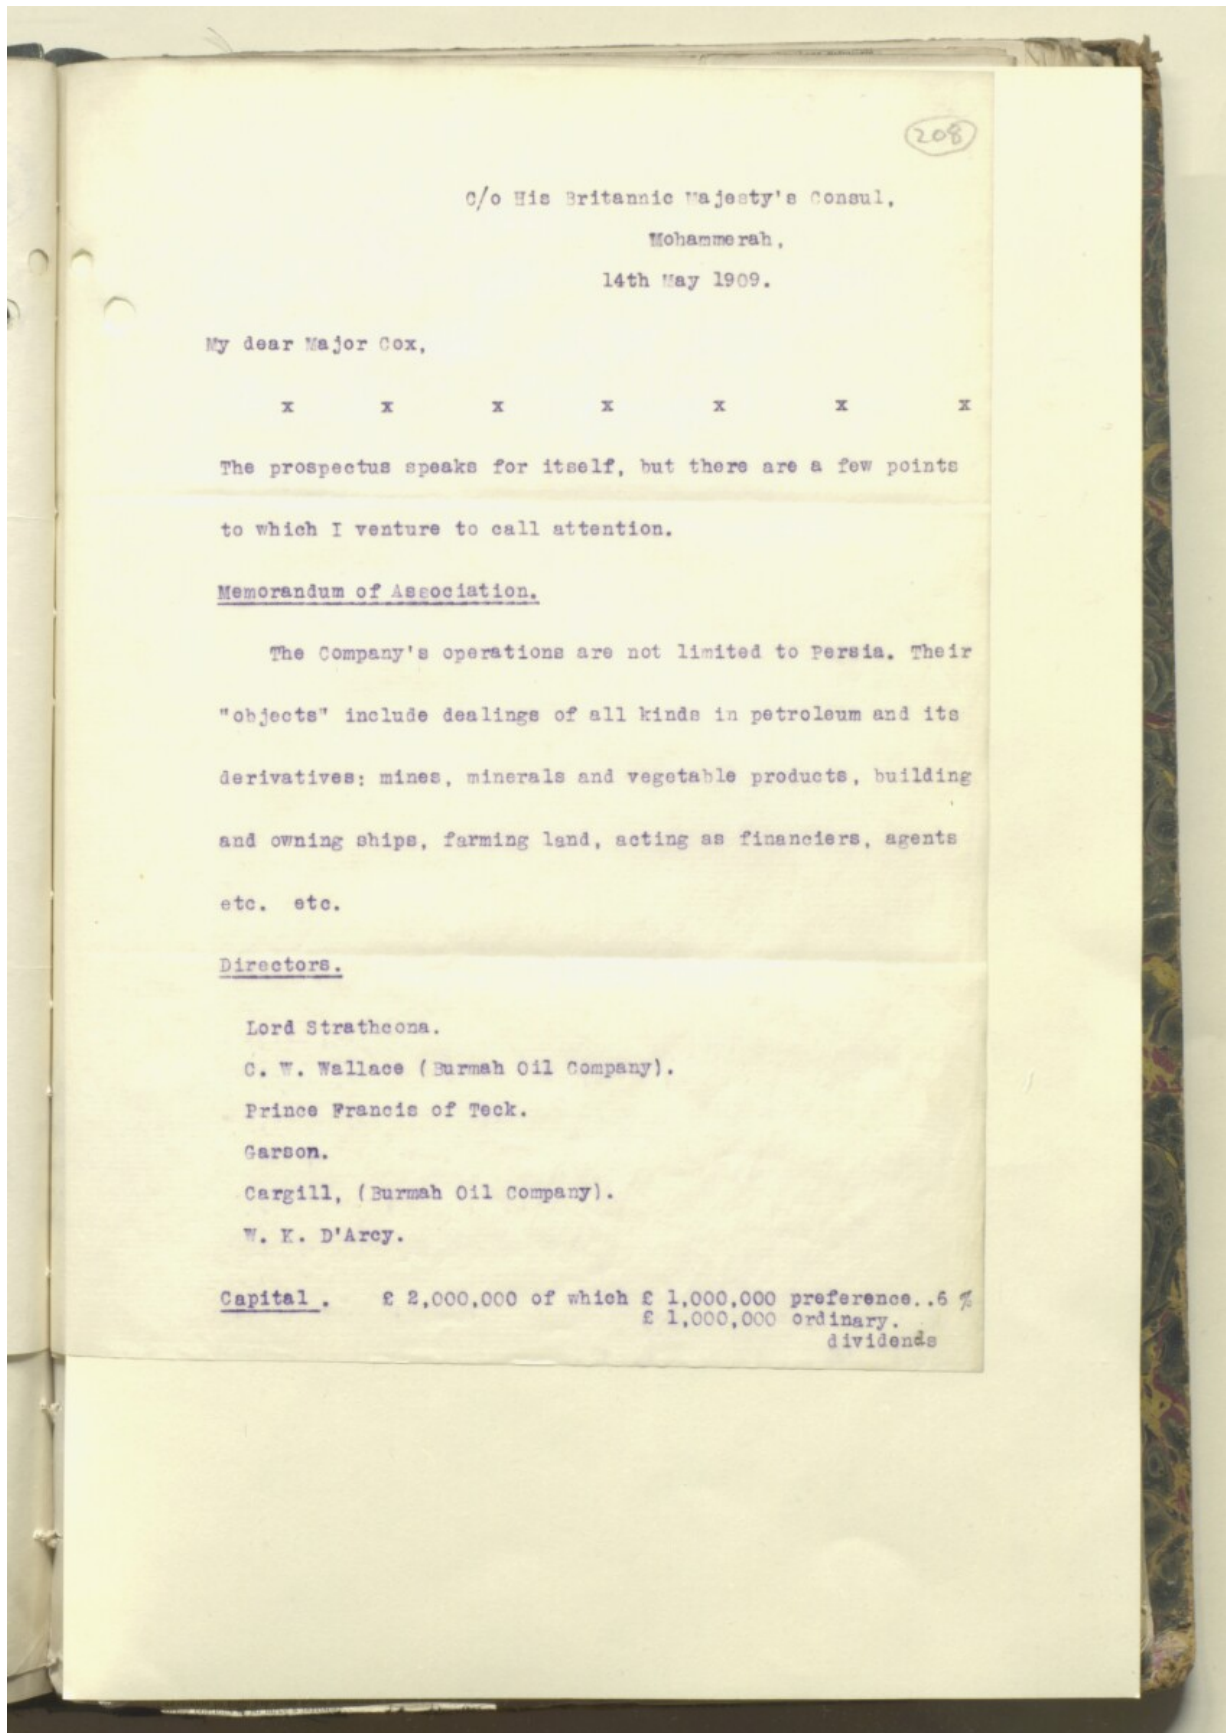 208
C/o His Britannic Majesty's Consul,
Mohammerah,
14th May 1909.
My dear Major Cox,
x x x x x x x
The prospectus speaks for itself, but there are a few points
to which I venture to call attention.
Memorandum of Association.
The Company's operations are not limited to Persia. Their
"objects" include dealings of all kinds in petroleum and its
derivatives; mines, minerals and vegetable products, building
and owning ships, farming land, acting as financiers, agents
etc. etc.
Directors.
Lord Strathcona.
C. W. Wallace (Burmah Oil Company).
Prince Francis of Teck.
Garson.
Cargill, (Burmah Oil Company).
W. K. D'Arcy.
Capital . £ 2,000,000 of which £ 1,000,000 preference..6 %
£ 1,000,000 ordinary.
dividends